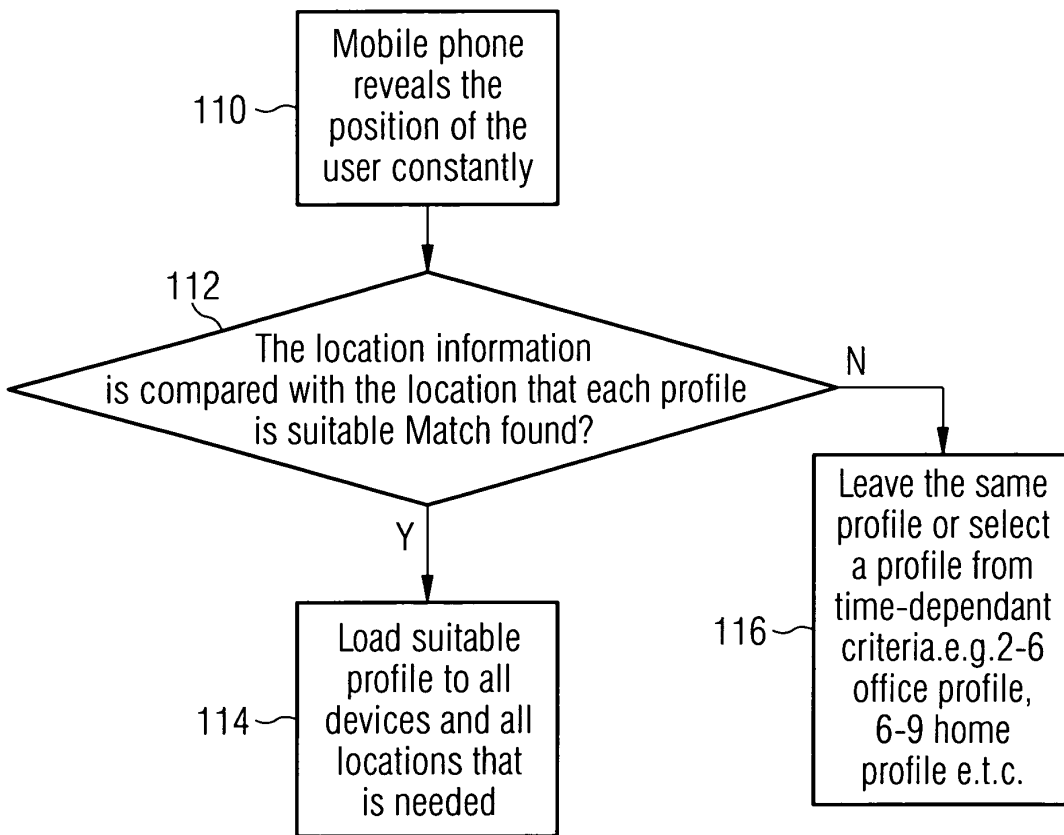 Mobile phone
reveals the
position of the
user constantly
110
112
The location information
is compared with the location that each profile
is suitable Match found?
N
Y
Load suitable
profile to all
devices and all
locations that
is needed
114
Leave the same
profile or select
a profile from
time-dependant
criteria.e.g.2-6
office profile,
6-9 home
profile e.t.c.
116